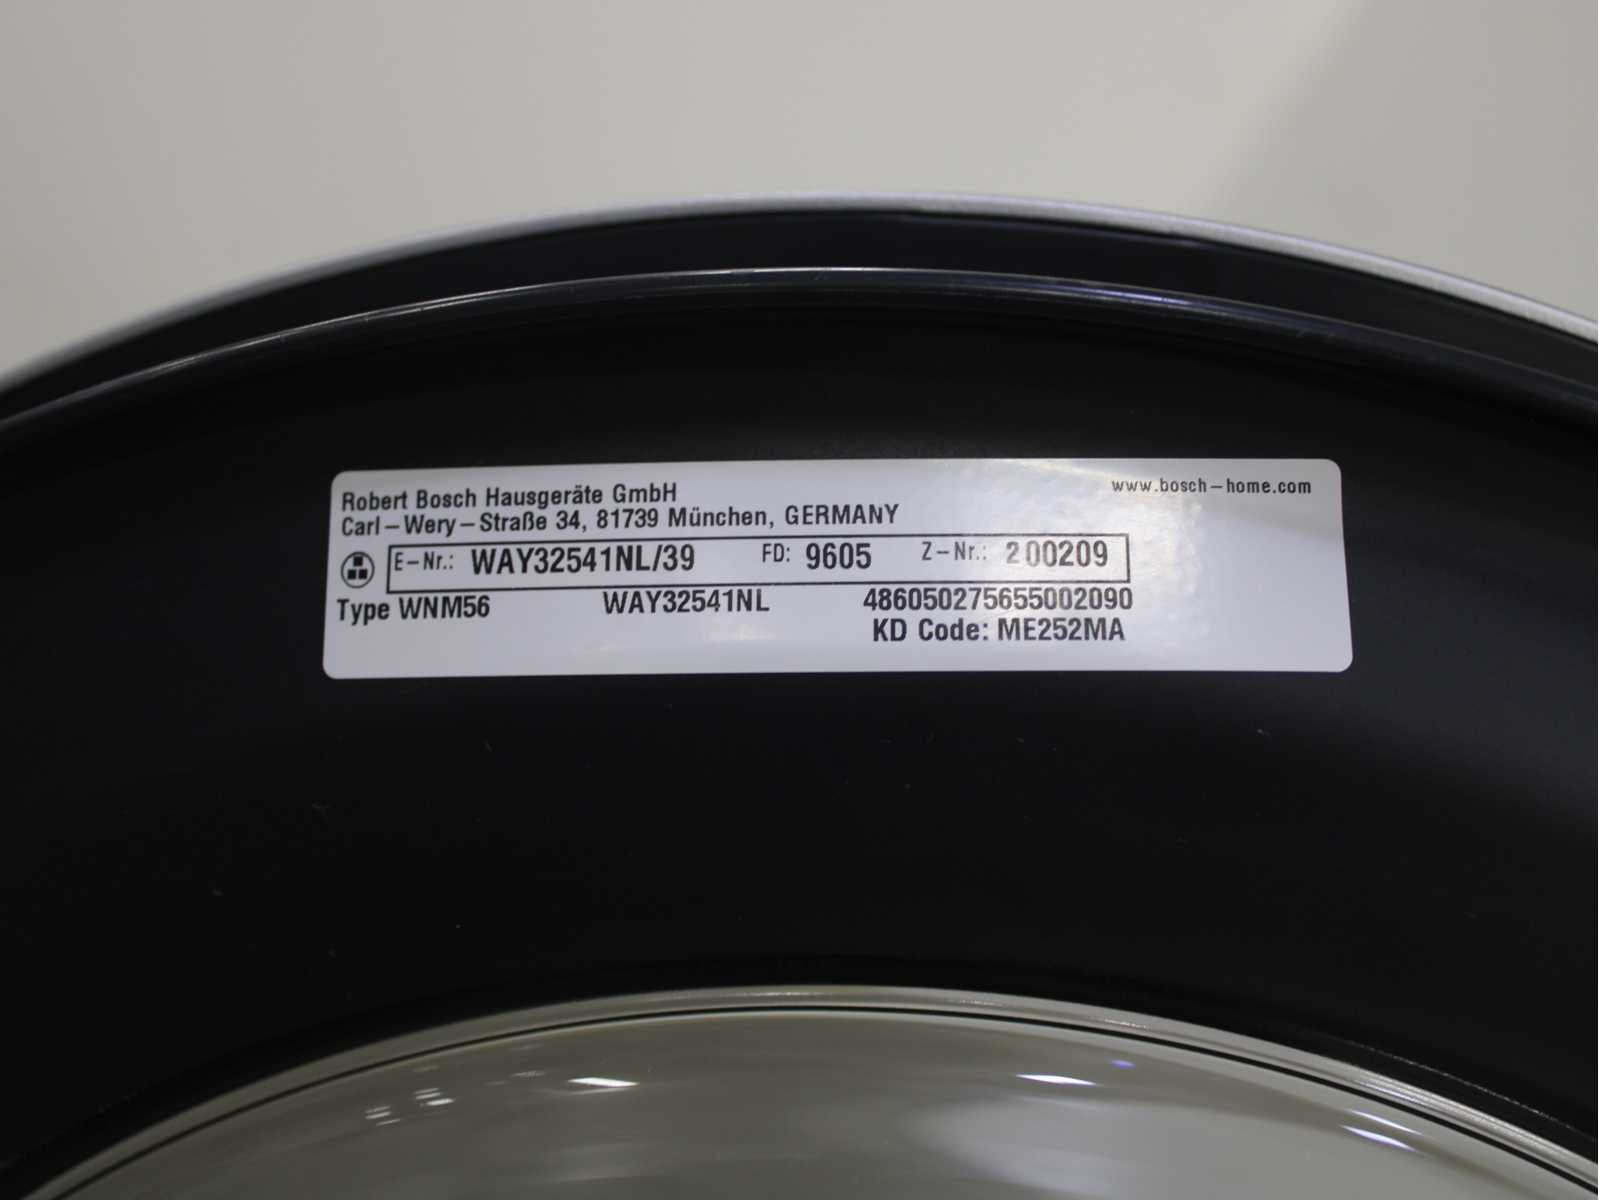 Robert Bosch Hausgeräte GmbH
www.bosch-home.com
Carl-Wery-Straße 34, 81739 München, GERMANY
E-Nr.: WAY32541NL/39 FD: 9605 Z-Nr.: 200209
Type WNM56 WAY32541NL 486050275655002090
KD Code: ME252MA